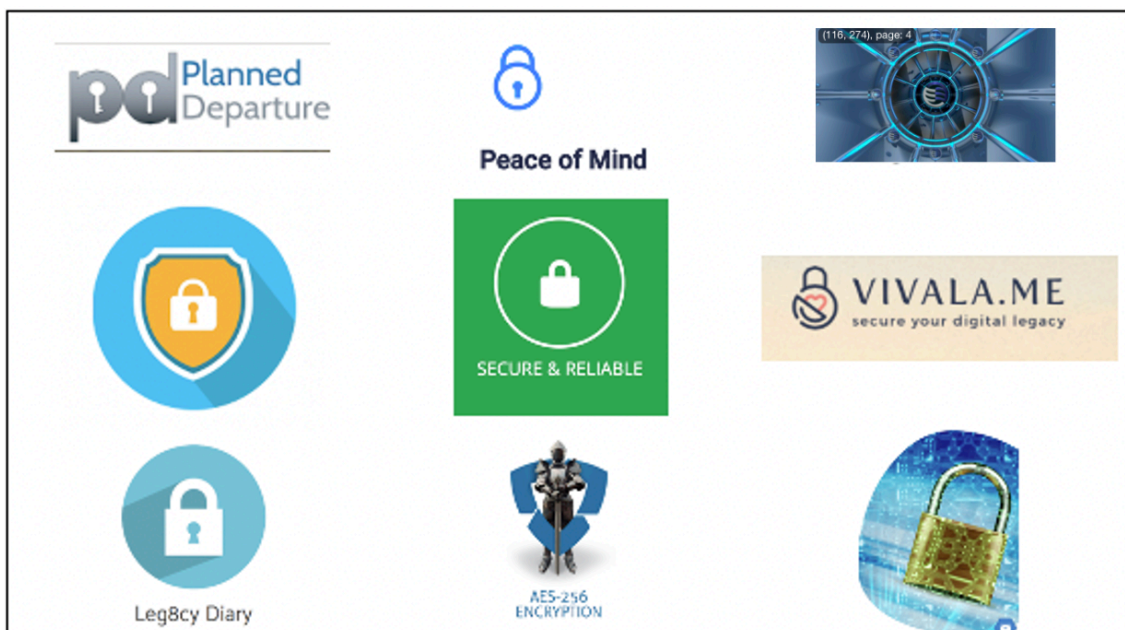 pd Planned
Departure
Peace of Mind
(116, 274), page: 4
SECURE & RELIABLE
VIVALA.ME
secure your digital legacy
Leg8cy Diary
AES-256
ENCRYPTION